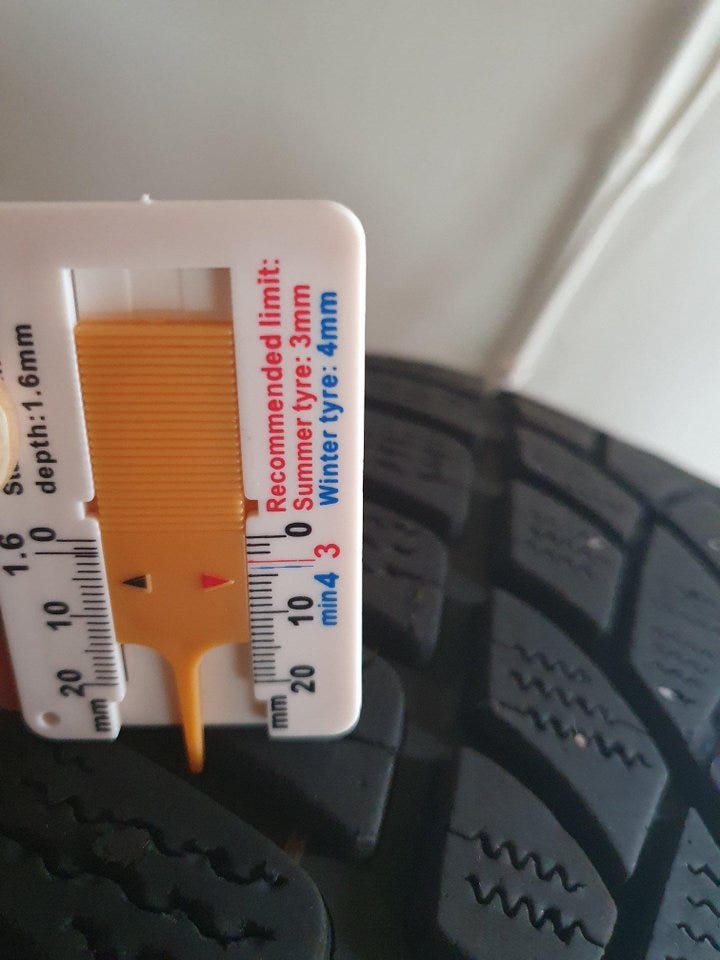 depth:1.6mm
Recommended limit:
Summer tyre: 3mm
Winter tyre: 4mm
1.6
0
10
20
mm
0
3
min4
10
20
mm